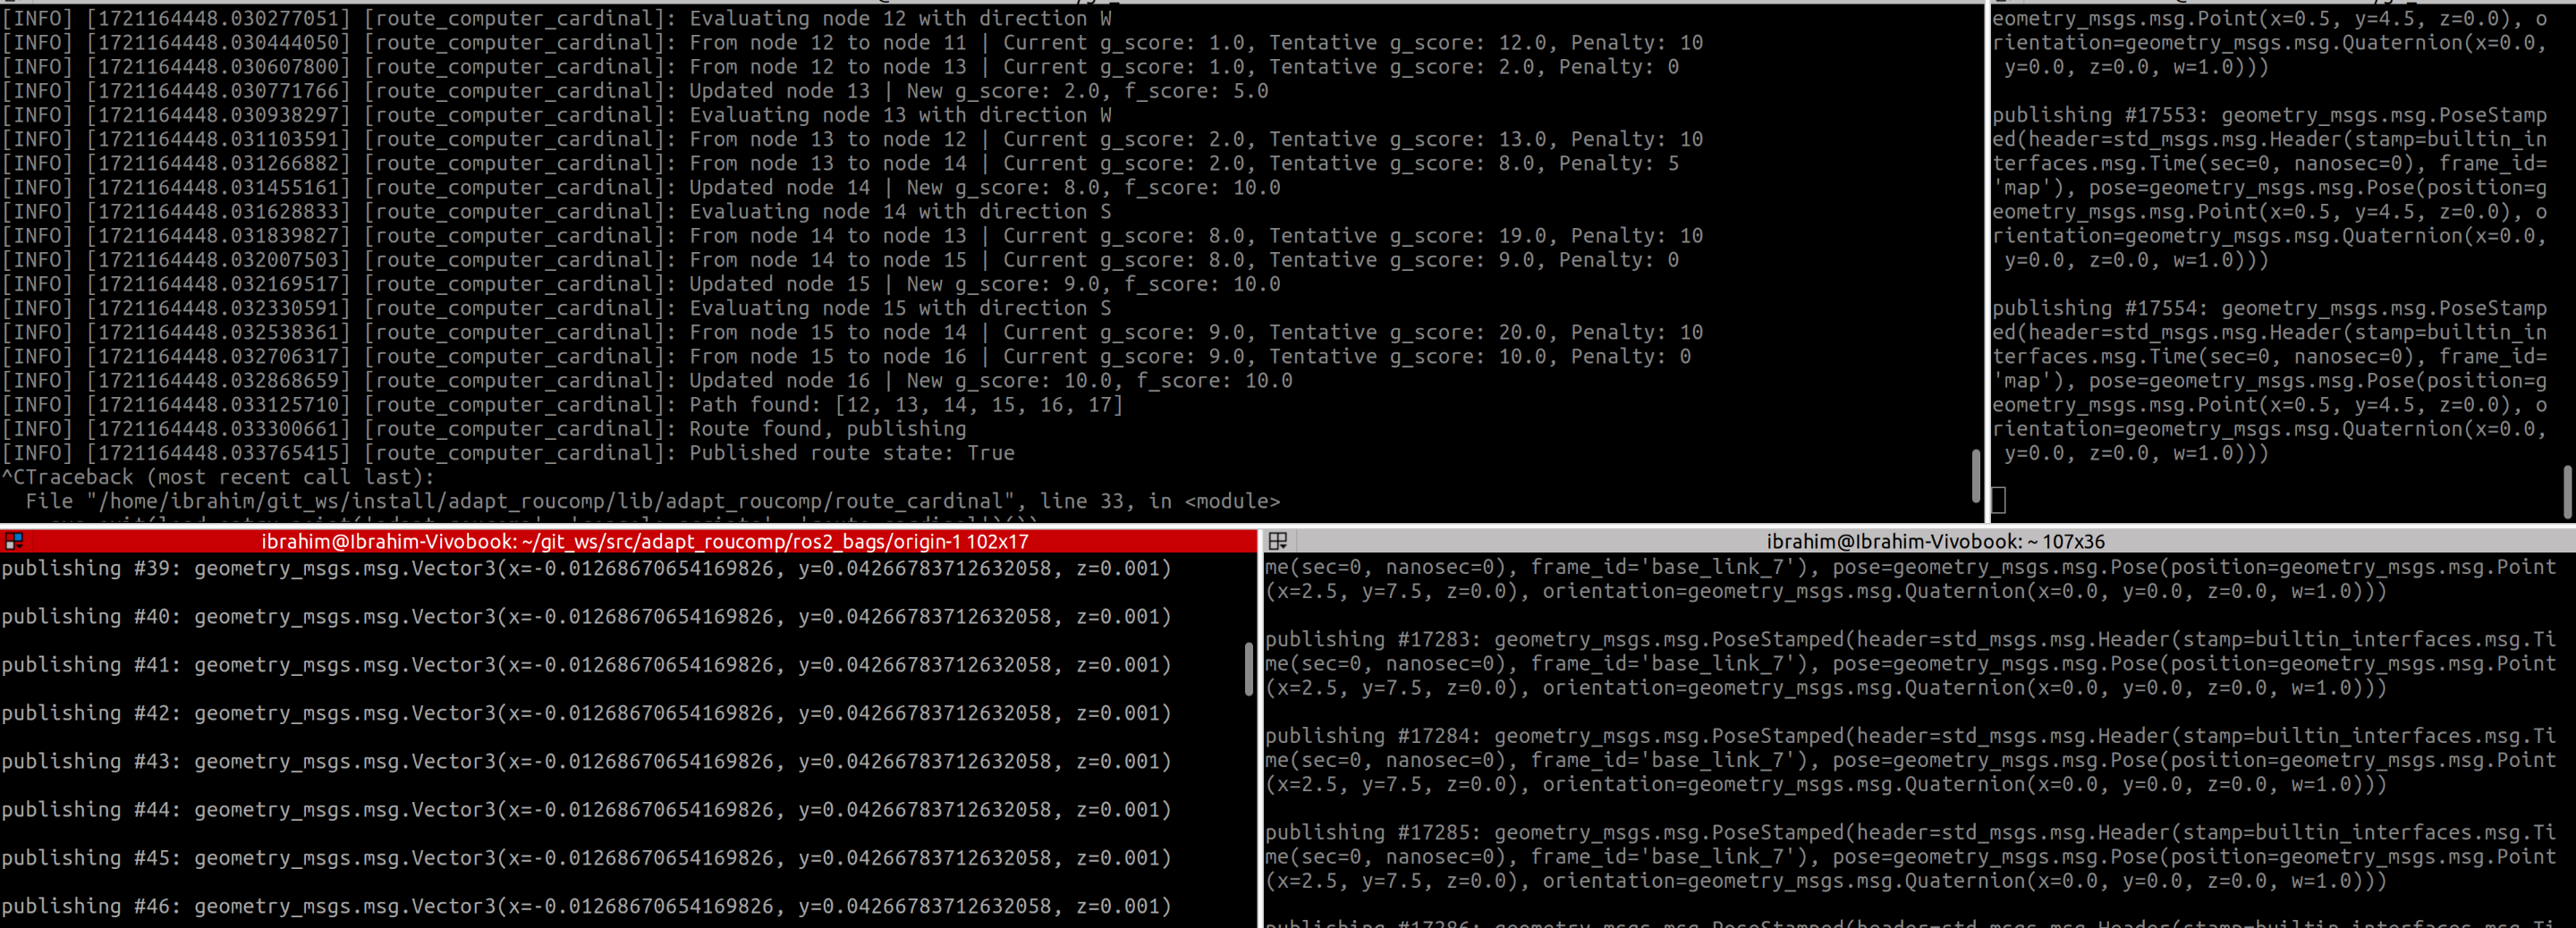 [INFO] [1721164448.030277051] [route_computer_cardinal]: Evaluating node 12 with direction W
[INFO] [1721164448.030444050] [route_computer_cardinal]: From node 12 to node 11 | Current g_score: 1.0, Tentative g_score: 12.0, Penalty: 10
[INFO] [1721164448.030607800] [route_computer_cardinal]: From node 12 to node 13 | Current g_score: 1.0, Tentative g_score: 2.0, Penalty: 0
[INFO] [1721164448.030771766] [route_computer_cardinal]: Updated node 13 | New g_score: 2.0, f_score: 5.0
[INFO] [1721164448.030938297] [route_computer_cardinal]: Evaluating node 13 with direction W
[INFO] [1721164448.031103591] [route_computer_cardinal]: From node 13 to node 12 | Current g_score: 2.0, Tentative g_score: 13.0, Penalty: 10
[INFO] [1721164448.031266882] [route_computer_cardinal]: From node 13 to node 14 | Current g_score: 2.0, Tentative g_score: 8.0, Penalty: 5
[INFO] [1721164448.031455161] [route_computer_cardinal]: Updated node 14 | New g_score: 8.0, f_score: 10.0
[INFO] [1721164448.031628833] [route_computer_cardinal]: Evaluating node 14 with direction S
[INFO] [1721164448.031839827] [route_computer_cardinal]: From node 14 to node 13 | Current g_score: 8.0, Tentative g_score: 19.0, Penalty: 10
[INFO] [1721164448.032007503] [route_computer_cardinal]: From node 14 to node 15 | Current g_score: 8.0, Tentative g_score: 9.0, Penalty: 0
[INFO] [1721164448.032169517] [route_computer_cardinal]: Updated node 15 | New g_score: 9.0, f_score: 10.0
[INFO] [1721164448.032330591] [route_computer_cardinal]: Evaluating node 15 with direction S
[INFO] [1721164448.032538361] [route_computer_cardinal]: From node 15 to node 14 | Current g_score: 9.0, Tentative g_score: 20.0, Penalty: 10
[INFO] [1721164448.032706317] [route_computer_cardinal]: From node 15 to node 16 | Current g_score: 9.0, Tentative g_score: 10.0, Penalty: 0
[INFO] [1721164448.032868659] [route_computer_cardinal]: Updated node 16 | New g_score: 10.0, f_score: 10.0
[INFO] [1721164448.033125710] [route_computer_cardinal]: Path found: [12, 13, 14, 15, 16, 17]
[INFO] [1721164448.033300661] [route_computer_cardinal]: Route found, publishing
[INFO] [1721164448.033765415] [route_computer_cardinal]: Published route state: True
^CTraceback (most recent call last):
File "/home/ibrahim/git_ws/install/adapt_roucomp/lib/adapt_roucomp/route_cardinal", line 33, in <module>
eometry_msgs.msg.Point(x=0.5, y=4.5, z=0.0), o
rientation=geometry_msgs.msg.Quaternion(x=0.0,
y=0.0, z=0.0, w=1.0)))
publishing #17553: geometry_msgs.msg.PoseStamp
ed(header=std_msgs.msg.Header(stamp=builtin_in
terfaces.msg.Time(sec=0, nanosec=0), frame_id=
'map'), pose=geometry_msgs.msg.Pose(position=g
eometry_msgs.msg.Point(x=0.5, y=4.5, z=0.0), o
rientation=geometry_msgs.msg.Quaternion(x=0.0,
y=0.0, z=0.0, w=1.0)))
publishing #17554: geometry_msgs.msg.PoseStamp
ed(header=std_msgs.msg.Header(stamp=builtin_in
terfaces.msg.Time(sec=0, nanosec=0), frame_id=
'map'), pose=geometry_msgs.msg.Pose(position=g
eometry_msgs.msg.Point(x=0.5, y=4.5, z=0.0), o
rientation=geometry_msgs.msg.Quaternion(x=0.0,
y=0.0, z=0.0, w=1.0)))
ibrahim@Ibrahim-Vivobook: ~/git_ws/src/adapt_roucomp/ros2_bags/origin-1 102x17
publishing #39: geometry_msgs.msg.Vector3(x=-0.01268670654169826, y=0.04266783712632058, z=0.001)
publishing #40: geometry_msgs.msg.Vector3(x=-0.01268670654169826, y=0.04266783712632058, z=0.001)
publishing #41: geometry_msgs.msg.Vector3(x=-0.01268670654169826, y=0.04266783712632058, z=0.001)
publishing #42: geometry_msgs.msg.Vector3(x=-0.01268670654169826, y=0.04266783712632058, z=0.001)
publishing #43: geometry_msgs.msg.Vector3(x=-0.01268670654169826, y=0.04266783712632058, z=0.001)
publishing #44: geometry_msgs.msg.Vector3(x=-0.01268670654169826, y=0.04266783712632058, z=0.001)
publishing #45: geometry_msgs.msg.Vector3(x=-0.01268670654169826, y=0.04266783712632058, z=0.001)
publishing #46: geometry_msgs.msg.Vector3(x=-0.01268670654169826, y=0.04266783712632058, z=0.001)
ibrahim@Ibrahim-Vivobook: ~ 107x36
me(sec=0, nanosec=0), frame_id='base_link_7'), pose=geometry_msgs.msg.Pose(position=geometry_msgs.msg.Point
(x=2.5, y=7.5, z=0.0), orientation=geometry_msgs.msg.Quaternion(x=0.0, y=0.0, z=0.0, w=1.0)))
publishing #17283: geometry_msgs.msg.PoseStamped(header=std_msgs.msg.Header(stamp=builtin_interfaces.msg.Ti
me(sec=0, nanosec=0), frame_id='base_link_7'), pose=geometry_msgs.msg.Pose(position=geometry_msgs.msg.Point
(x=2.5, y=7.5, z=0.0), orientation=geometry_msgs.msg.Quaternion(x=0.0, y=0.0, z=0.0, w=1.0)))
publishing #17284: geometry_msgs.msg.PoseStamped(header=std_msgs.msg.Header(stamp=builtin_interfaces.msg.Ti
me(sec=0, nanosec=0), frame_id='base_link_7'), pose=geometry_msgs.msg.Pose(position=geometry_msgs.msg.Point
(x=2.5, y=7.5, z=0.0), orientation=geometry_msgs.msg.Quaternion(x=0.0, y=0.0, z=0.0, w=1.0)))
publishing #17285: geometry_msgs.msg.PoseStamped(header=std_msgs.msg.Header(stamp=builtin_interfaces.msg.Ti
me(sec=0, nanosec=0), frame_id='base_link_7'), pose=geometry_msgs.msg.Pose(position=geometry_msgs.msg.Point
(x=2.5, y=7.5, z=0.0), orientation=geometry_msgs.msg.Quaternion(x=0.0, y=0.0, z=0.0, w=1.0)))